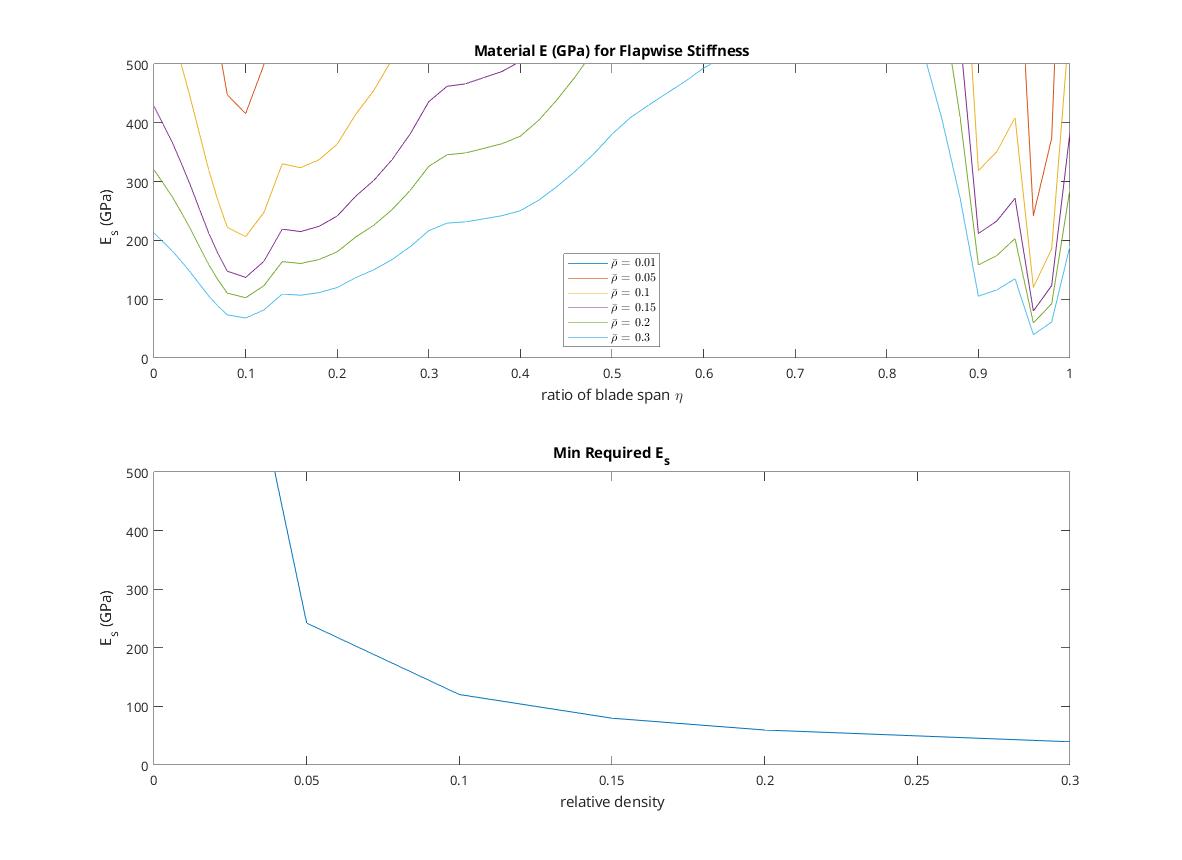 Material E (GPa) for Flapwise Stiffness
500
400
300
200
100
0
E_s (GPa)
ρ̄ = 0.01
ρ̄ = 0.05
ρ̄ = 0.1
ρ̄ = 0.15
ρ̄ = 0.2
ρ̄ = 0.3
0 0.1 0.2 0.3 0.4 0.5 0.6 0.7 0.8 0.9 1
ratio of blade span η
Min Required E_s
500
400
300
200
100
0
E_s (GPa)
0 0.05 0.1 0.15 0.2 0.25 0.3
relative density